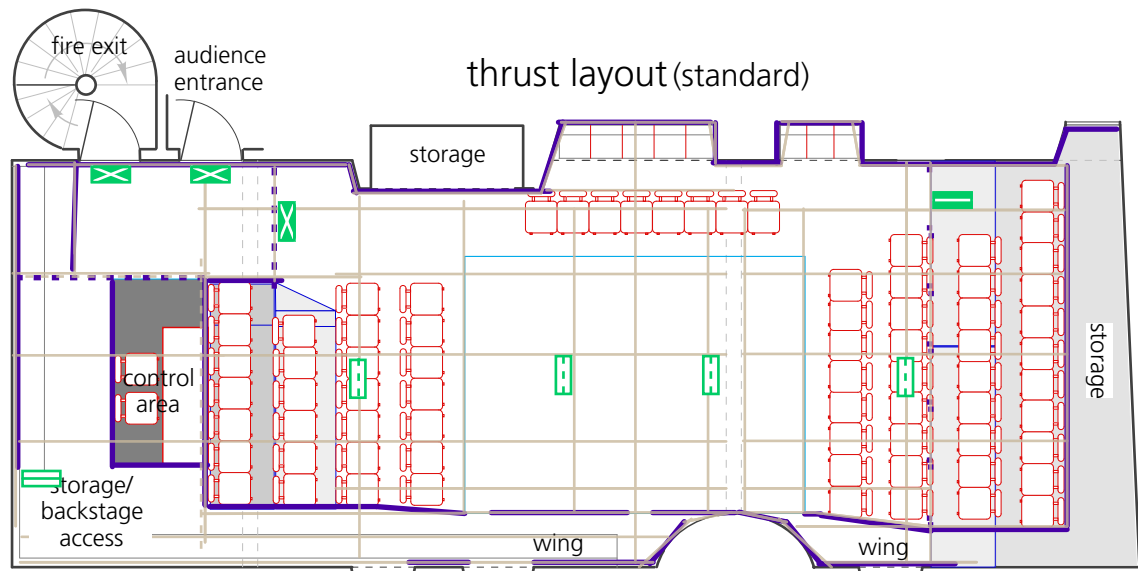 fire exit
audience
entrance
thrust layout (standard)
storage
storage
control
area
storage/
backstage
access
wing
wing